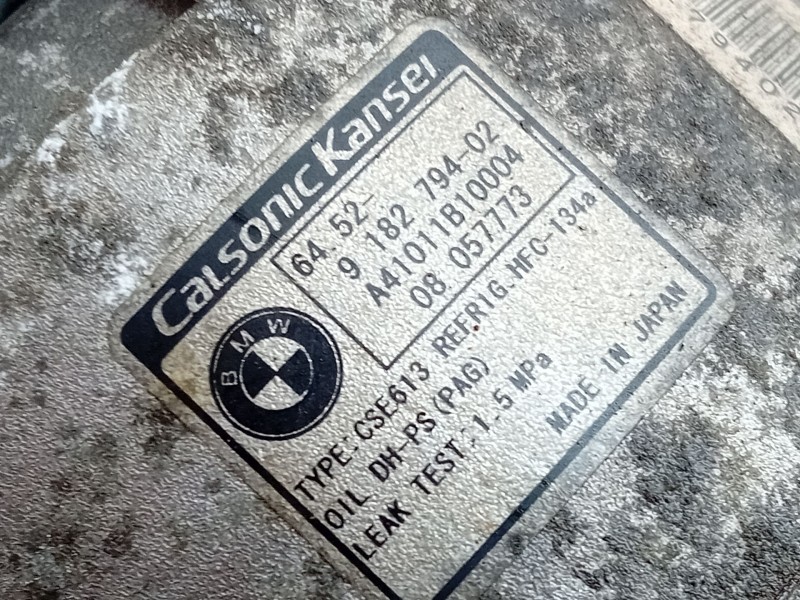 CalsonicKansei
64.52-
9 182 794-02
A41011B10004
08 057773
BMW
TYPE:CSE613 REFRIG.HFC-134a
OIL DH-PS(PAG)
LEAK TEST:1.5 MPa
MADE IN JAPAN
79402